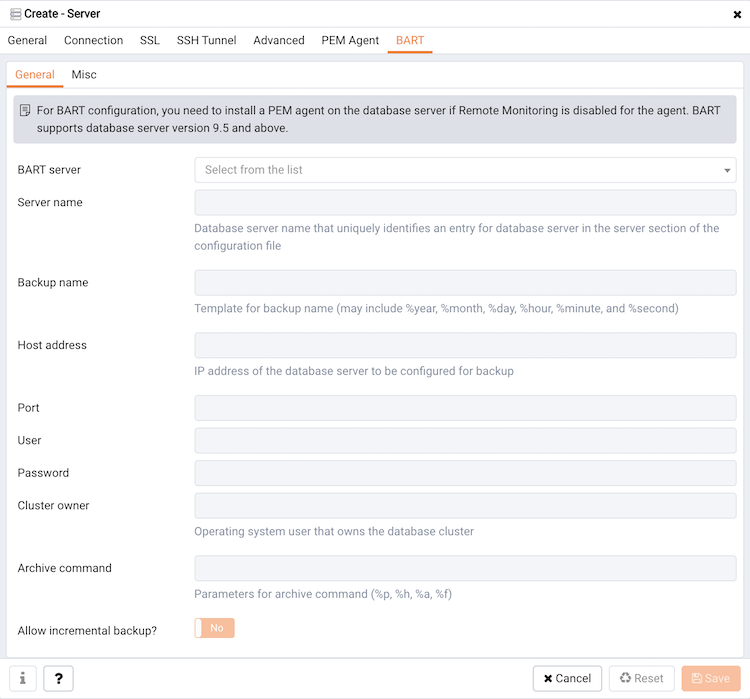 Create - Server
General Connection SSL SSH Tunnel Advanced PEM Agent BART
General Misc
For BART configuration, you need to install a PEM agent on the database server if Remote Monitoring is disabled for the agent. BART
supports database server version 9.5 and above.
BART server Select from the list
Server name
Database server name that uniquely identifies an entry for database server in the server section of the
configuration file
Backup name
Template for backup name (may include %year, %month, %day, %hour, %minute, and %second)
Host address
IP address of the database server to be configured for backup
Port
User
Password
Cluster owner
Operating system user that owns the database cluster
Archive command
Parameters for archive command (%p, %h, %a, %f)
Allow incremental backup? No
i ? Cancel Reset Save